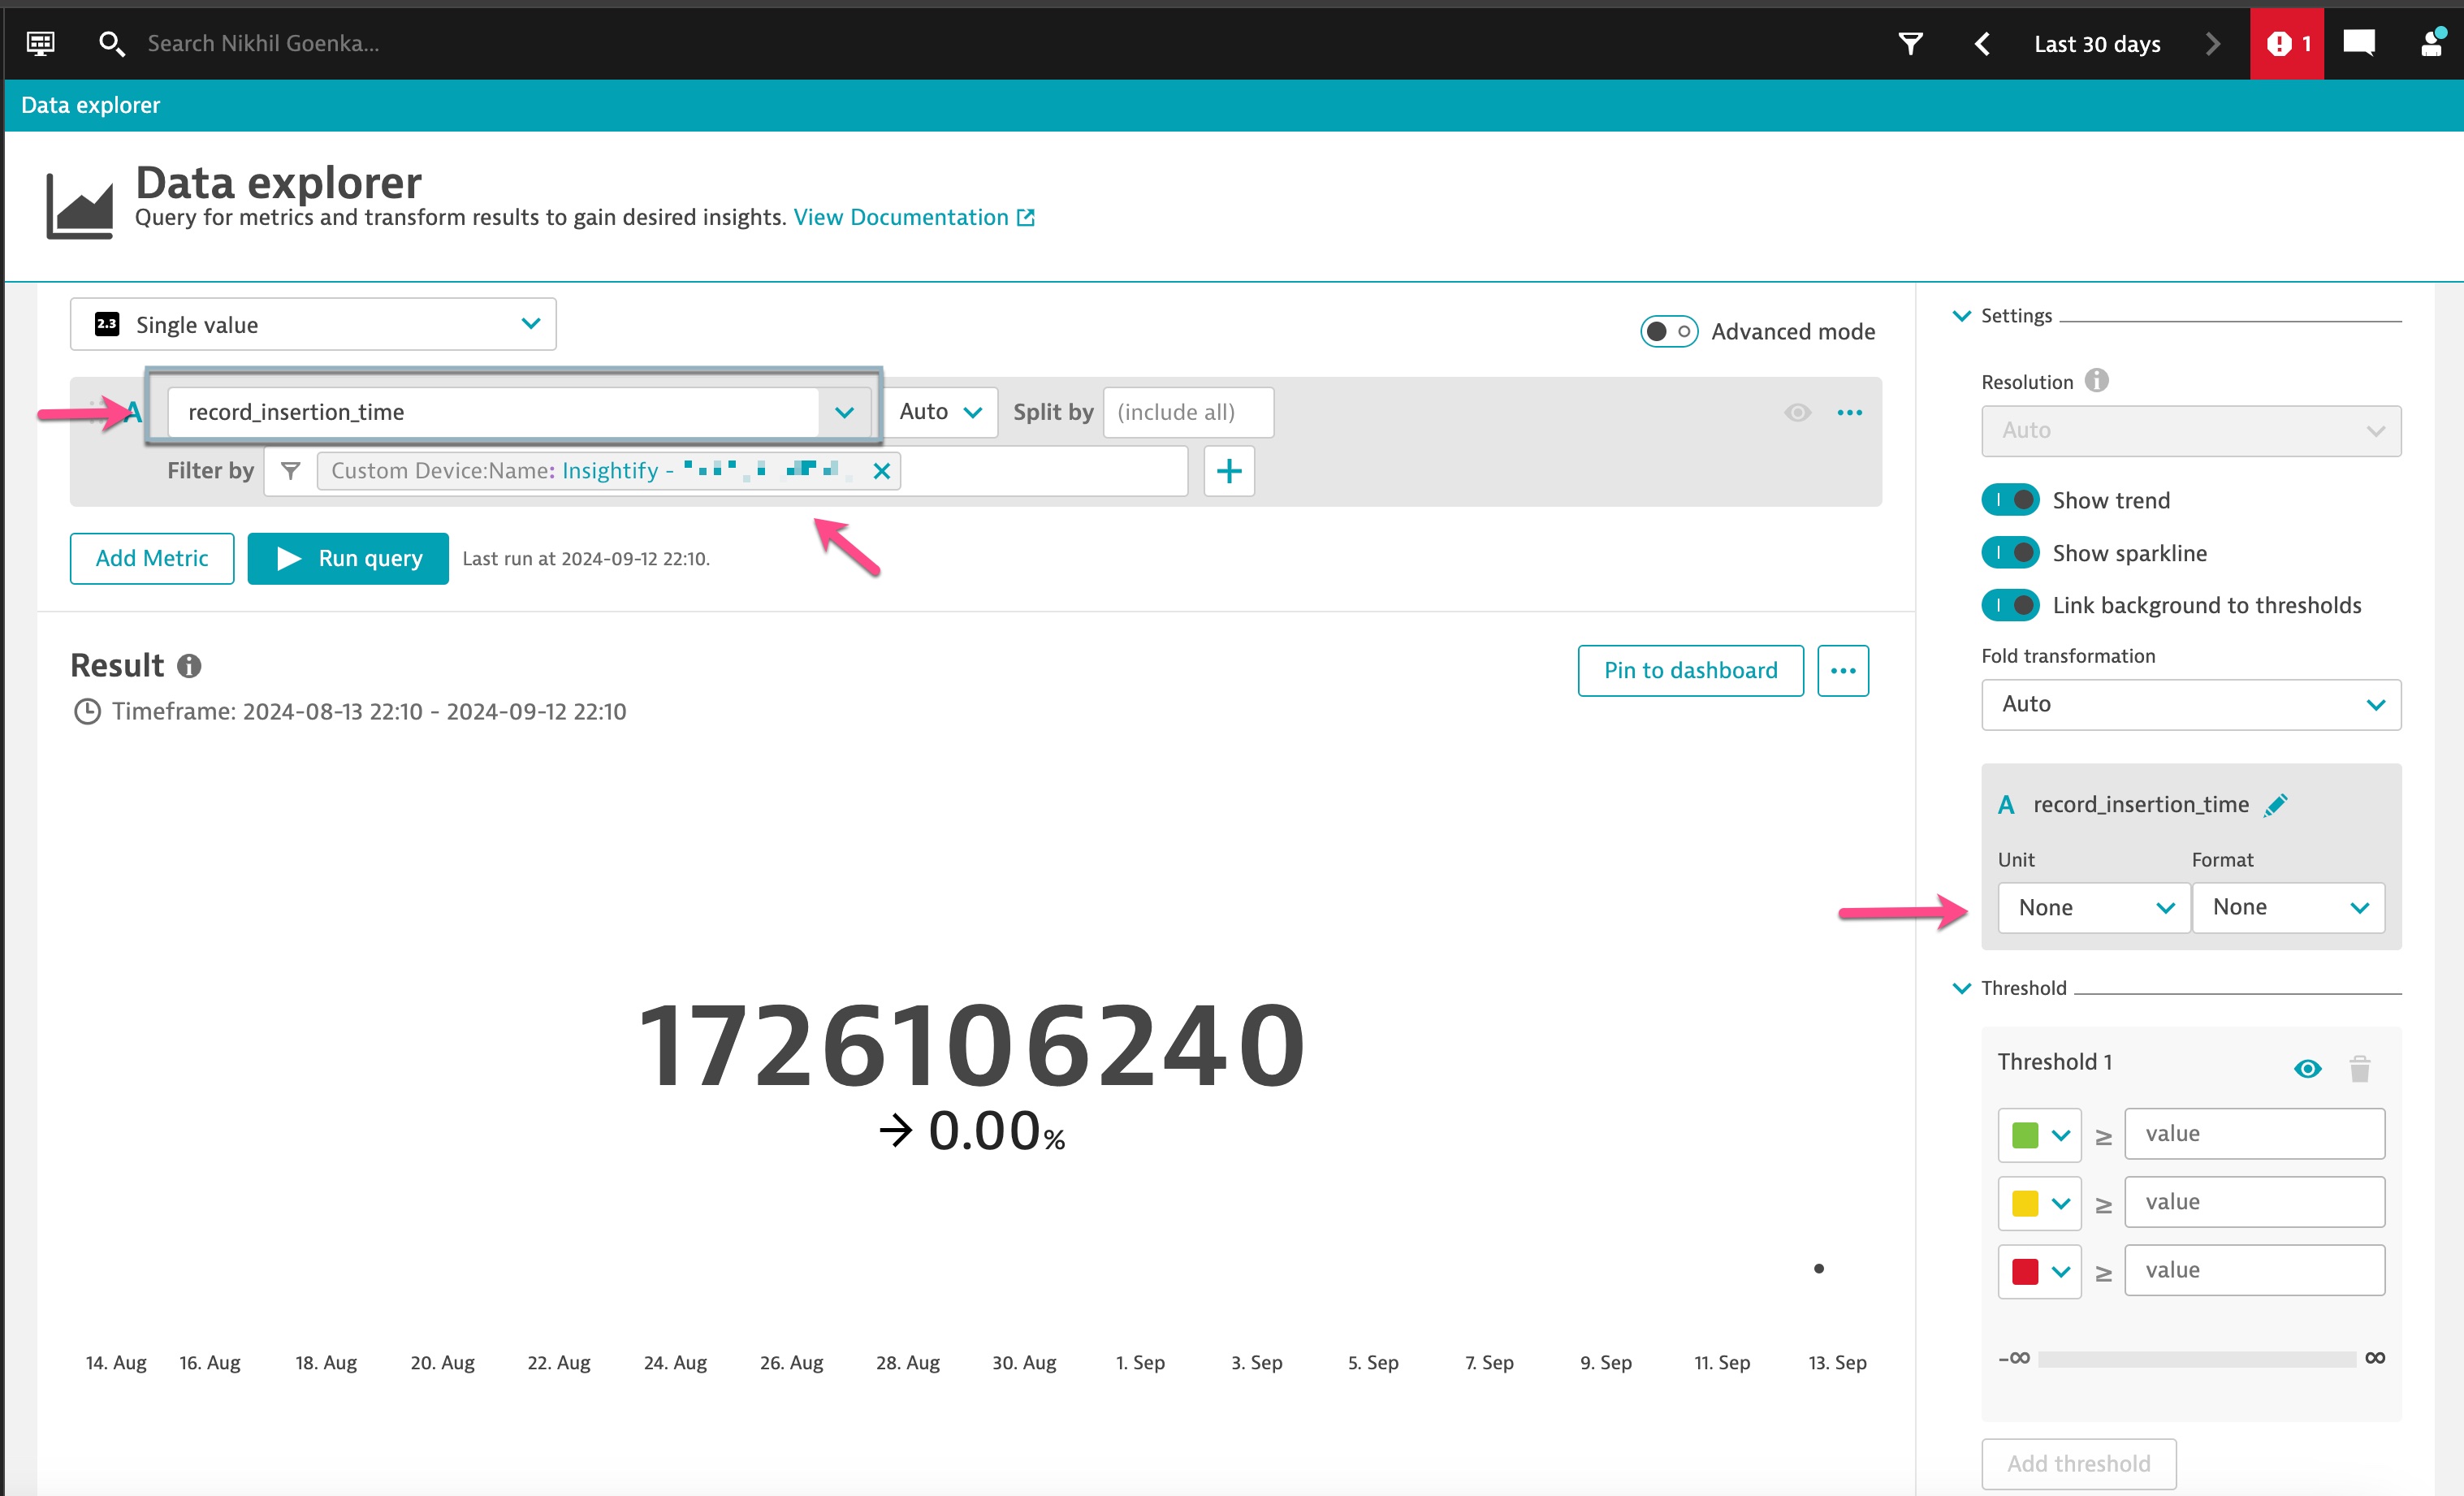 Search Nikhil Goenka...
Last 30 days
1
Data explorer
Data explorer
Query for metrics and transform results to gain desired insights. View Documentation
2.3 Single value
Advanced mode
A record_insertion_time Auto Split by (include all)
Filter by Custom Device:Name: Insightify -
Add Metric Run query Last run at 2024-09-12 22:10.
Result
Pin to dashboard
Timeframe: 2024-08-13 22:10 - 2024-09-12 22:10
1726106240
→ 0.00%
14. Aug 16. Aug 18. Aug 20. Aug 22. Aug 24. Aug 26. Aug 28. Aug 30. Aug 1. Sep 3. Sep 5. Sep 7. Sep 9. Sep 11. Sep 13. Sep
Settings
Resolution
Auto
Show trend
Show sparkline
Link background to thresholds
Fold transformation
Auto
A record_insertion_time
Unit Format
None None
Threshold
Threshold 1
≥ value
≥ value
≥ value
-∞ ∞
Add threshold